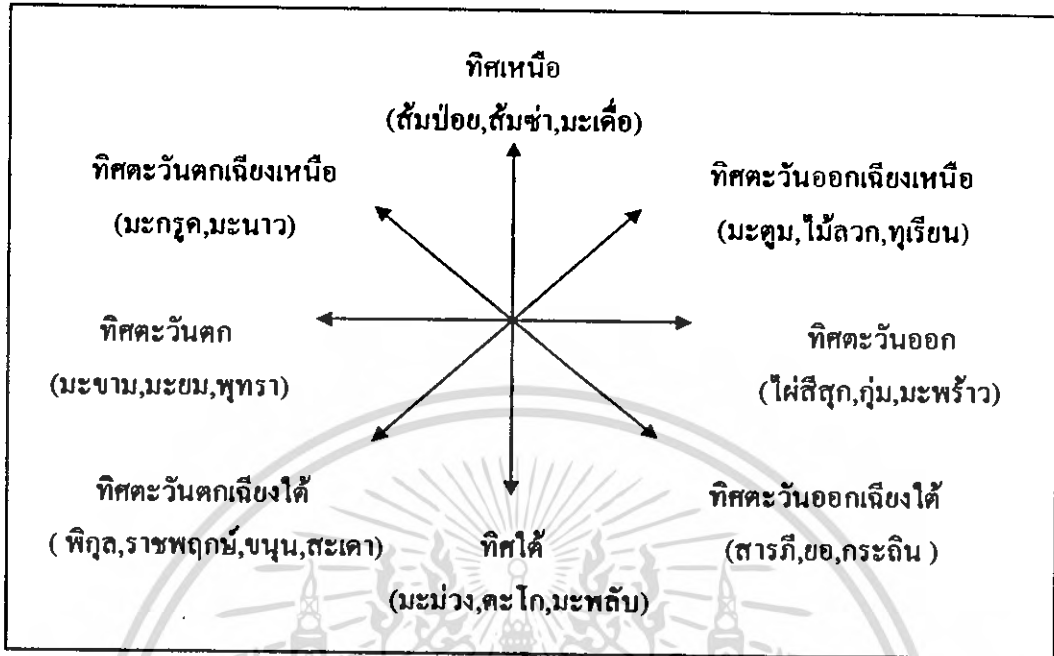 ทิศเหนือ
(ส้มป่อย,ส้มซ่า,มะเดื่อ)
ทิศตะวันตกเฉียงเหนือ
(มะกรูด,มะนาว)
ทิศตะวันออกเฉียงเหนือ
(มะตูม,ไม้ลวก,ทุเรียน)
ทิศตะวันตก
(มะขาม,มะยม,พุทรา)
ทิศตะวันออก
(ไผ่สีสุก,กุ่ม,มะพร้าว)
ทิศตะวันตกเฉียงใต้
( พิกุล,ราชพฤกษ์,ขนุน,สะเดา)
ทิศใต้
(มะม่วง,ตะโก,มะพลับ)
ทิศตะวันออกเฉียงใต้
(สารภี,ยอ,กระถิน )